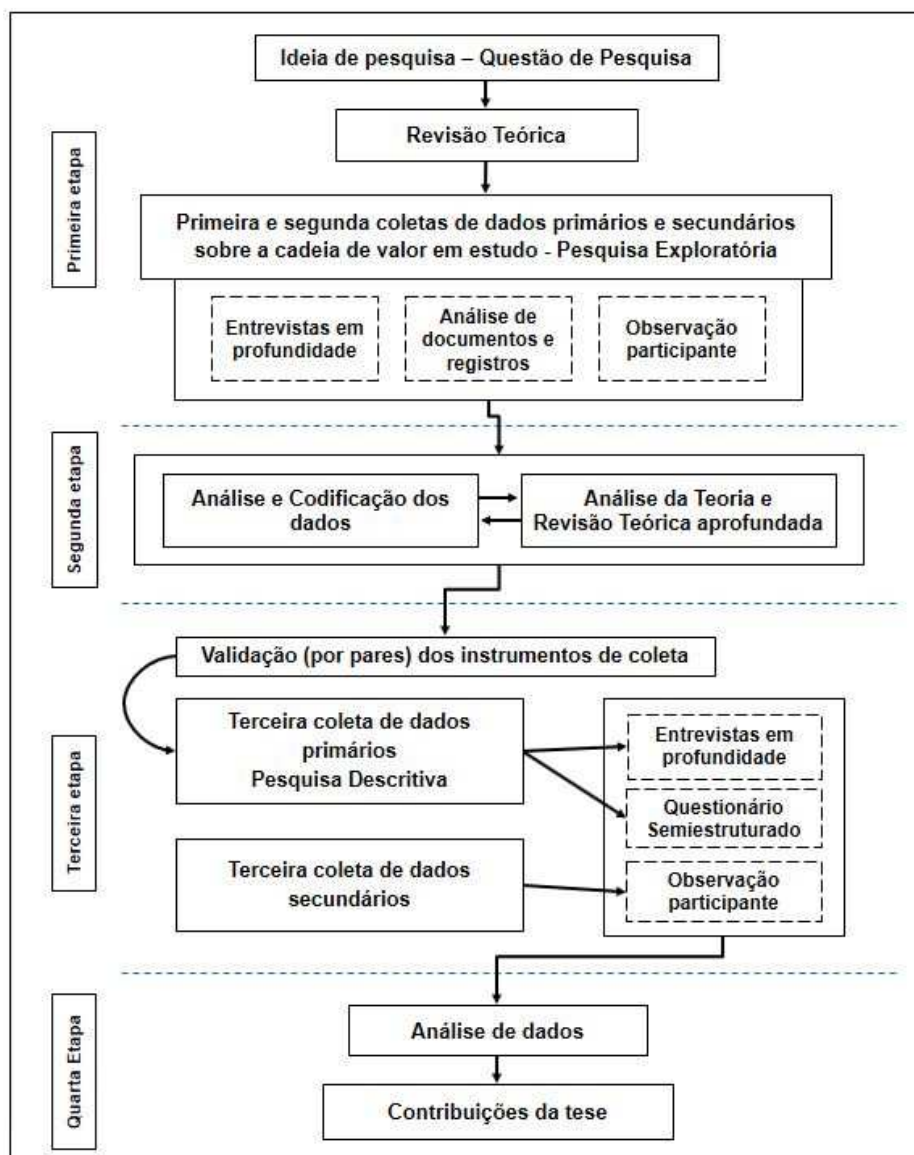 Ideia de pesquisa – Questão de Pesquisa
Primeira etapa
Revisão Teórica
Primeira e segunda coletas de dados primários e secundários
sobre a cadeia de valor em estudo - Pesquisa Exploratória
Entrevistas em
profundidade
Análise de
documentos e
registros
Observação
participante
Segunda etapa
Análise e Codificação dos
dados
Análise da Teoria e
Revisão Teórica aprofundada
Terceira etapa
Validação (por pares) dos instrumentos de coleta
Terceira coleta de dados
primários
Pesquisa Descritiva
Entrevistas em
profundidade
Questionário
Semiestruturado
Terceira coleta de dados
secundários
Observação
participante
Quarta Etapa
Análise de dados
Contribuições da tese